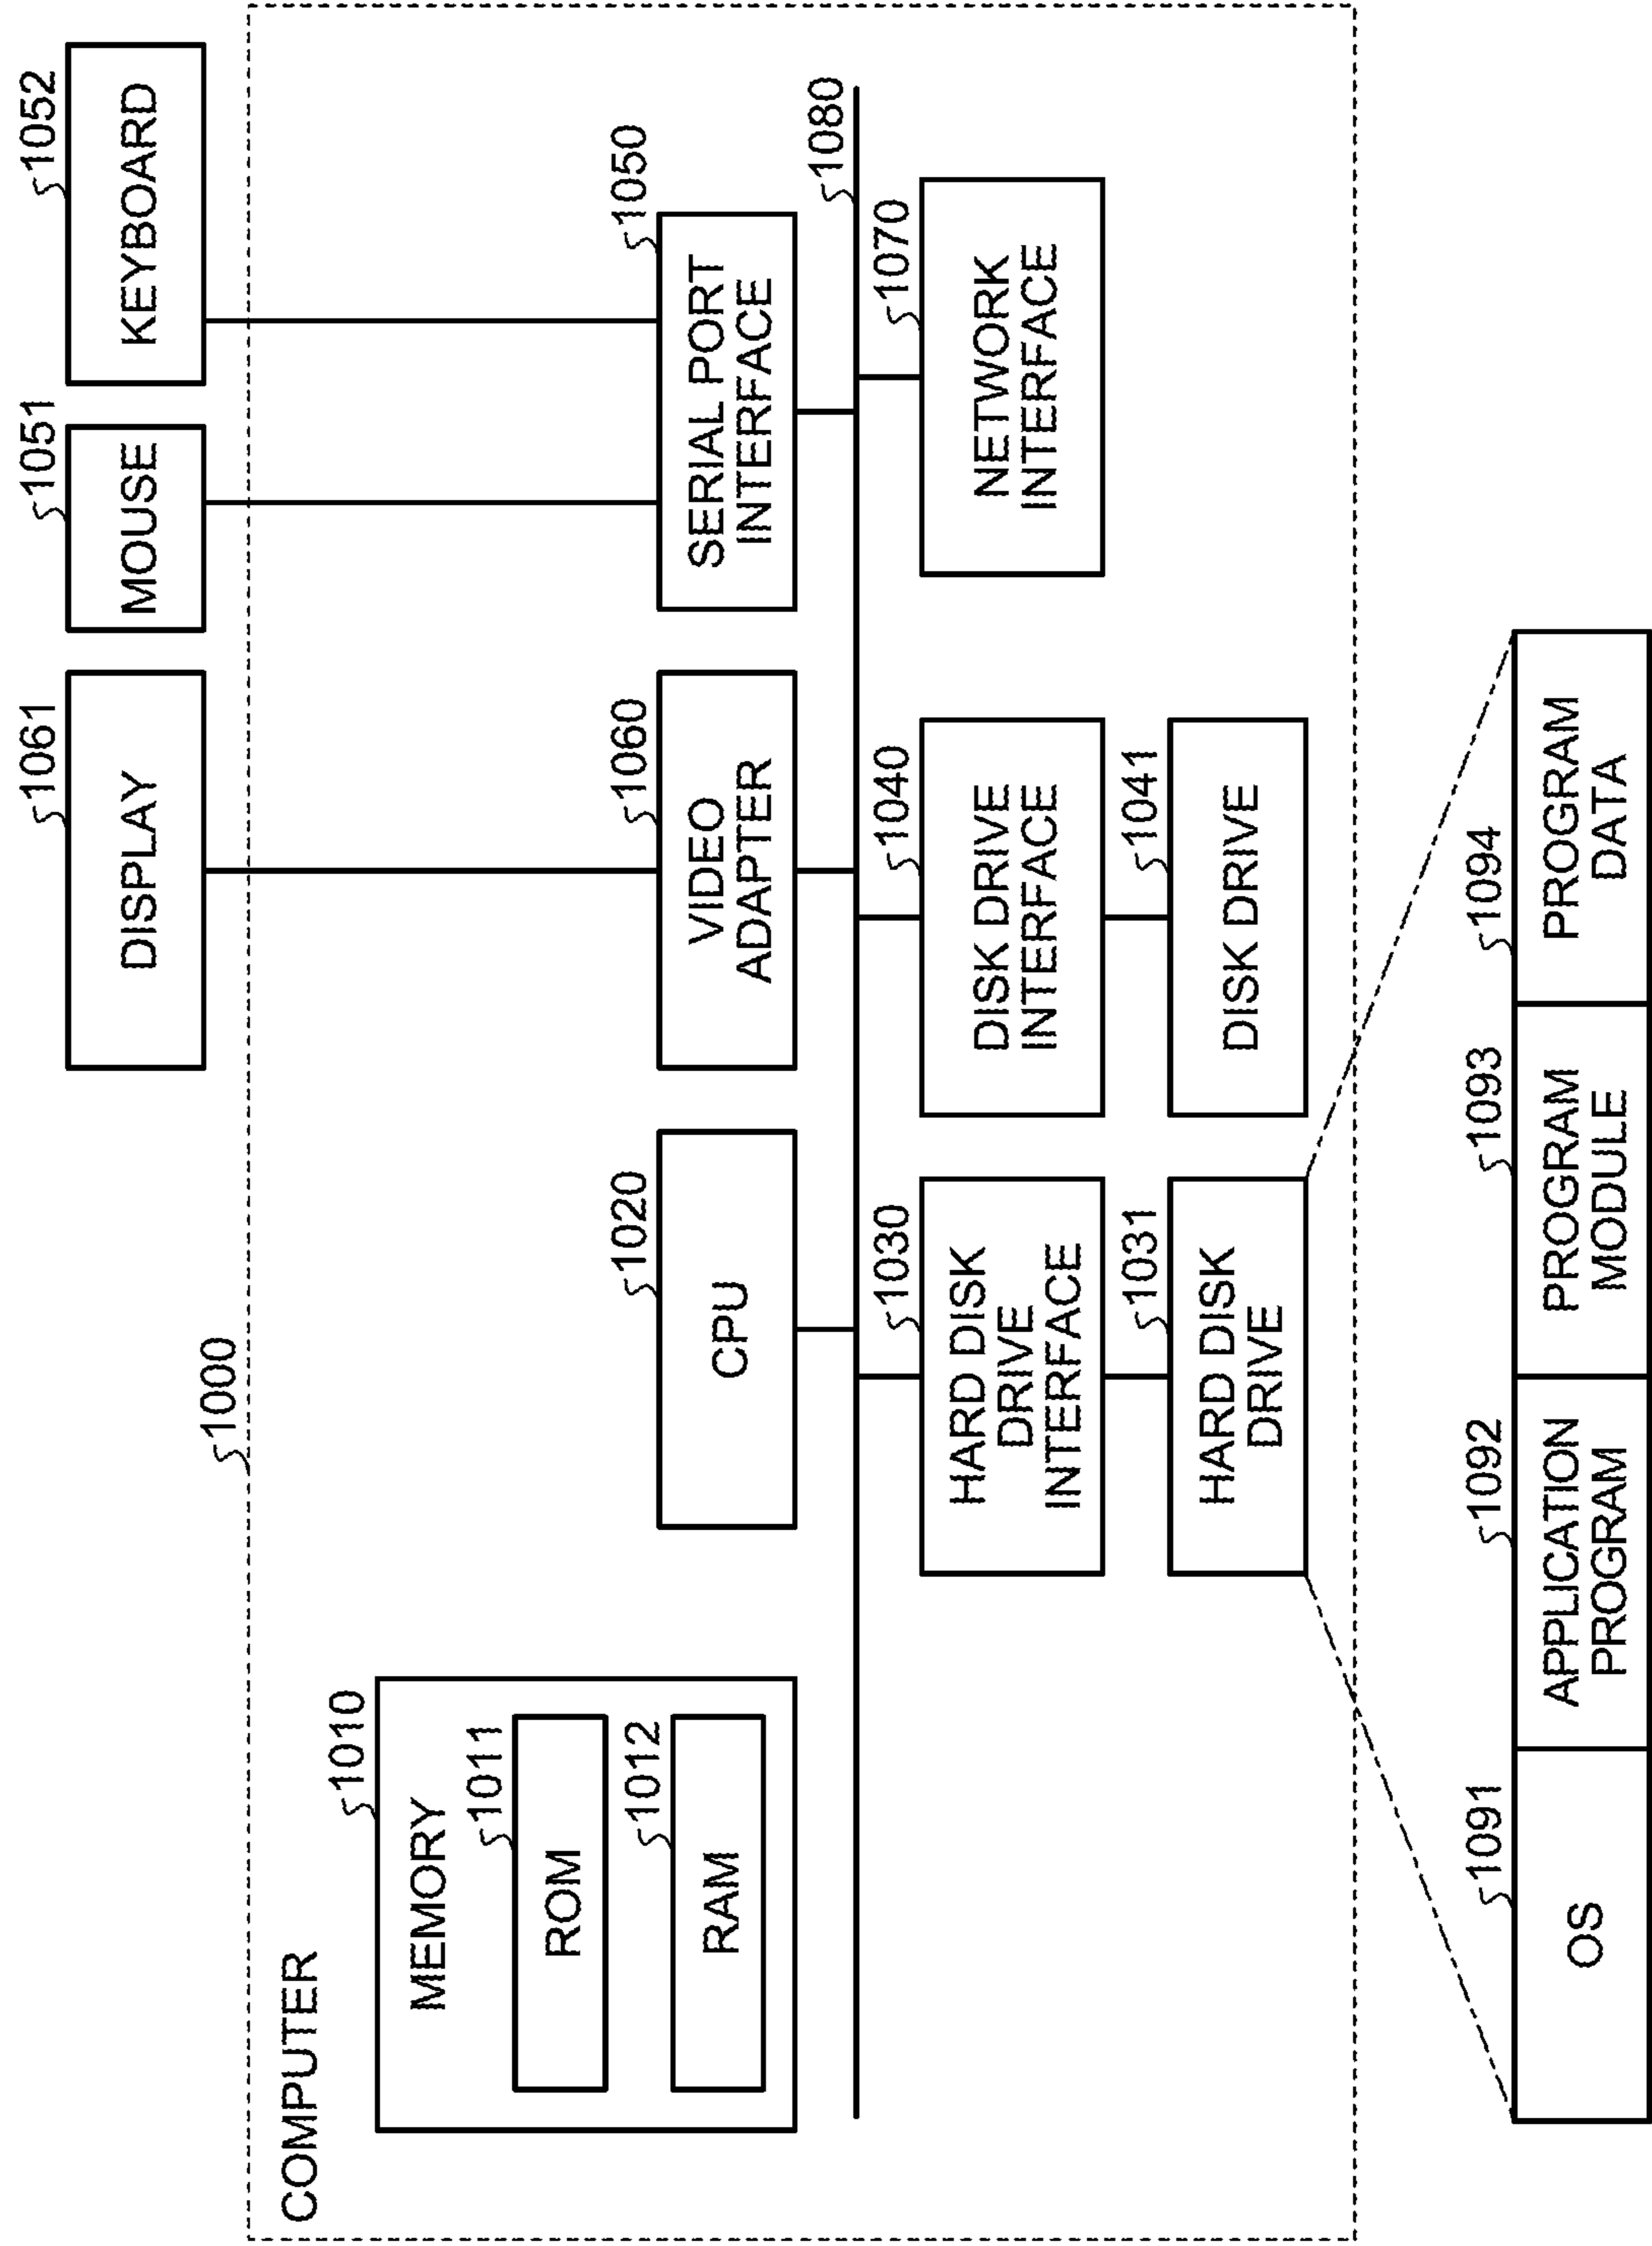 1061
DISPLAY
1051
MOUSE
1052
KEYBOARD
1000
COMPUTER
1010
MEMORY
1011
ROM
1012
RAM
1020
CPU
1060
VIDEO
ADAPTER
1050
SERIAL PORT
INTERFACE
1080
1030
HARD DISK
DRIVE
INTERFACE
1040
DISK DRIVE
INTERFACE
1070
NETWORK
INTERFACE
1031
HARD DISK
DRIVE
1041
DISK DRIVE
1091
OS
1092
APPLICATION
PROGRAM
1093
PROGRAM
MODULE
1094
PROGRAM
DATA